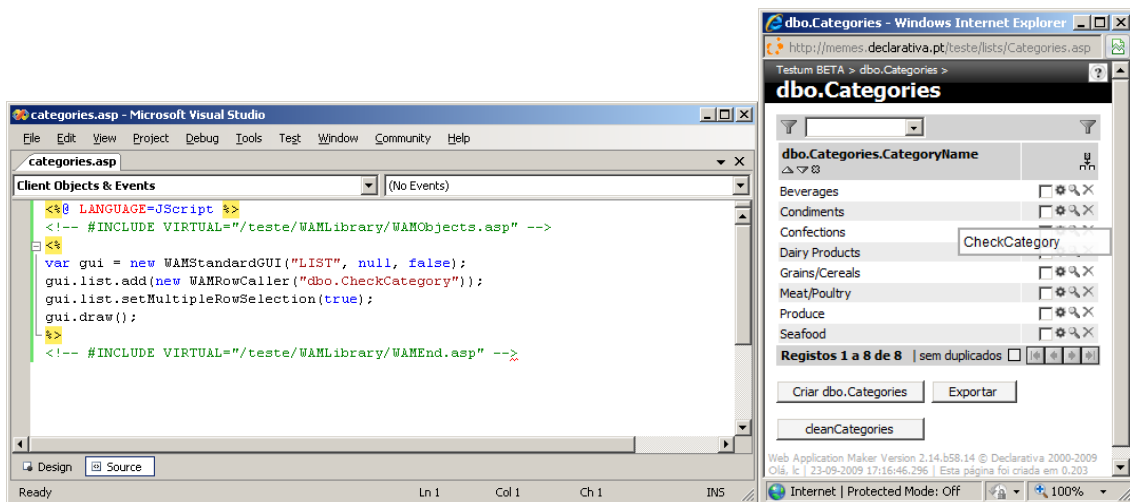 categories.asp - Microsoft Visual Studio
File Edit View Project Debug Tools Test Window Community Help
categories.asp
Client Objects & Events (No Events)
<%@ LANGUAGE=JScript %>
<!-- #INCLUDE VIRTUAL="/teste/WAMLibrary/WAMObjects.asp" -->
<%
var gui = new WAMStandardGUI("LIST", null, false);
gui.list.add(new WAMRowCaller("dbo.CheckCategory"));
gui.list.setMultipleRowSelection(true);
gui.draw();
%>
<!-- #INCLUDE VIRTUAL="/teste/WAMLibrary/WAMEnd.asp" -->
Design Source
Ready Ln 1 Col 1 Ch 1 INS
dbo.Categories - Windows Internet Explorer
http://memes.declarativa.pt/teste/lists/Categories.asp
Testum BETA > dbo.Categories >
?
dbo.Categories
dbo.Categories.CategoryName
Beverages
Condiments
Confections
CheckCategory
Dairy Products
Grains/Cereals
Meat/Poultry
Produce
Seafood
Registos 1 a 8 de 8 | sem duplicados
Criar dbo.Categories Exportar
cleanCategories
Web Application Maker Version 2.14.b58.14 © Declarativa 2000-2009
Olá, lc | 23-09-2009 17:16:46.296 | Esta página foi criada em 0.203
Internet | Protected Mode: Off 100%